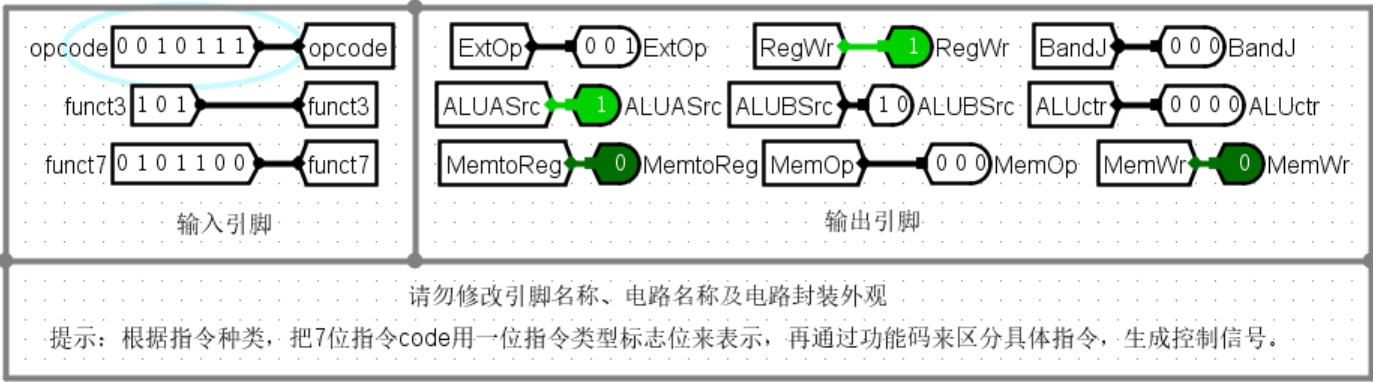 opcode 0 0 1 0 1 1 1 opcode
ExtOp 0 0 1 ExtOp RegWr 1 RegWr BandJ 0 0 0 BandJ
funct3 1 0 1 funct3
ALUASrc 1 ALUASrc ALUBSrc 1 0 ALUBSrc ALUctr 0 0 0 0 ALUctr
funct7 0 1 0 1 1 0 0 funct7
MemtoReg 0 MemtoReg MemOp 0 0 0 MemOp MemWr 0 MemWr
输入引脚
输出引脚
请勿修改引脚名称、电路名称及电路封装外观
提示：根据指令种类，把7位指令code用一位指令类型标志位来表示，再通过功能码来区分具体指令，生成控制信号。